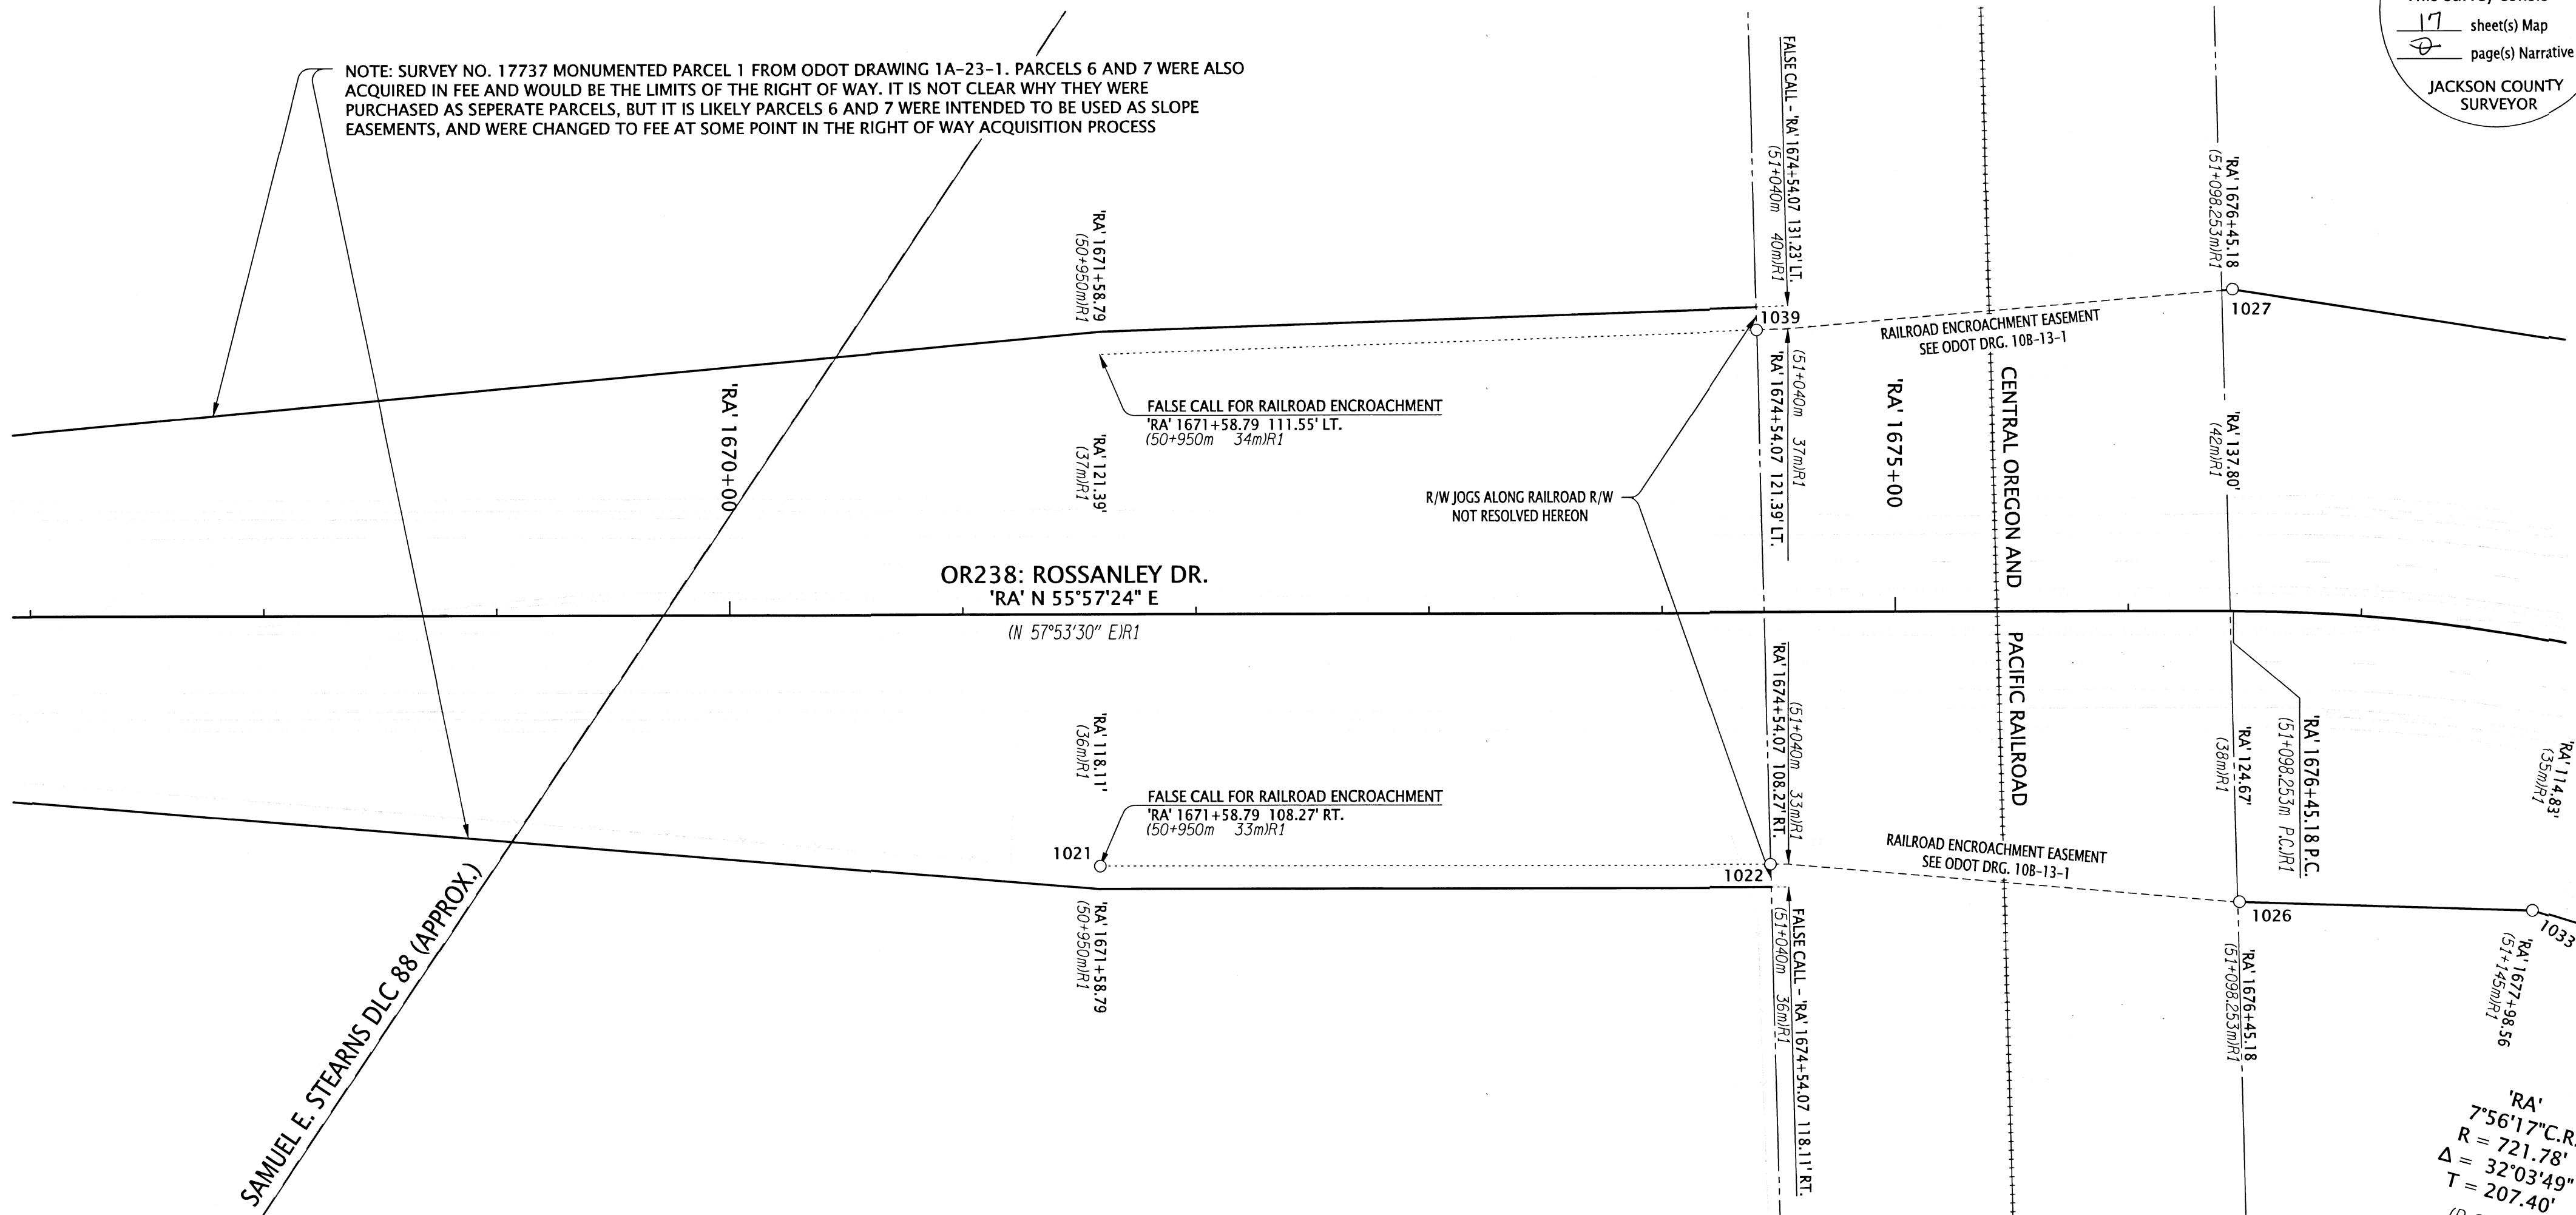 17 sheet(s) Map
page(s) Narrative
JACKSON COUNTY
SURVEYOR
NOTE: SURVEY NO. 17737 MONUMENTED PARCEL 1 FROM ODOT DRAWING 1A-23-1. PARCELS 6 AND 7 WERE ALSO
ACQUIRED IN FEE AND WOULD BE THE LIMITS OF THE RIGHT OF WAY. IT IS NOT CLEAR WHY THEY WERE
PURCHASED AS SEPERATE PARCELS, BUT IT IS LIKELY PARCELS 6 AND 7 WERE INTENDED TO BE USED AS SLOPE
EASEMENTS, AND WERE CHANGED TO FEE AT SOME POINT IN THE RIGHT OF WAY ACQUISITION PROCESS
FALSE CALL - 'RA' 1674+54.07 131.23' LT.
(51+040m 40m)R1
'RA' 1676+45.18
(51+098.253m)R1
'RA' 1671+58.79
(50+950m)R1
1039
1027
RAILROAD ENCROACHMENT EASEMENT
SEE ODOT DRG. 10B-13-1
(51+040m 37m)R1
'RA' 1674+54.07 121.39' LT.
'RA' 1670+00
FALSE CALL FOR RAILROAD ENCROACHMENT
'RA' 1671+58.79 111.55' LT.
(50+950m 34m)R1
'RA' 121.39'
(37m)R1
'RA' 1675+00
CENTRAL OREGON AND
PACIFIC RAILROAD
'RA' 137.80'
(42m)R1
R/W JOGS ALONG RAILROAD R/W
NOT RESOLVED HEREON
OR238: ROSSANLEY DR.
'RA' N 55°57'24" E
(N 57°53'30" E)R1
'RA' 118.11'
(36m)R1
(51+040m 33m)R1
'RA' 1674+54.07 108.27' RT.
'RA' 1676+45.18 P.C.
(51+098.253m P.C.)R1
'RA' 124.67'
(38m)R1
'RA' 114.83'
(35m)R1
FALSE CALL FOR RAILROAD ENCROACHMENT
'RA' 1671+58.79 108.27' RT.
(50+950m 33m)R1
1021
1022
RAILROAD ENCROACHMENT EASEMENT
SEE ODOT DRG. 10B-13-1
1026
1033
'RA' 1671+58.79
(50+950m)R1
FALSE CALL - 'RA' 1674+54.07 118.11' RT.
(51+040m 36m)R1
'RA' 1676+45.18
(51+098.253m)R1
'RA' 1677+98.56
(51+145m)R1
SAMUEL E. STEARNS DLC 88 (APPROX.)
'RA'
7°56'17"C.R.
R = 721.78'
Δ = 32°03'49"
T = 207.40'